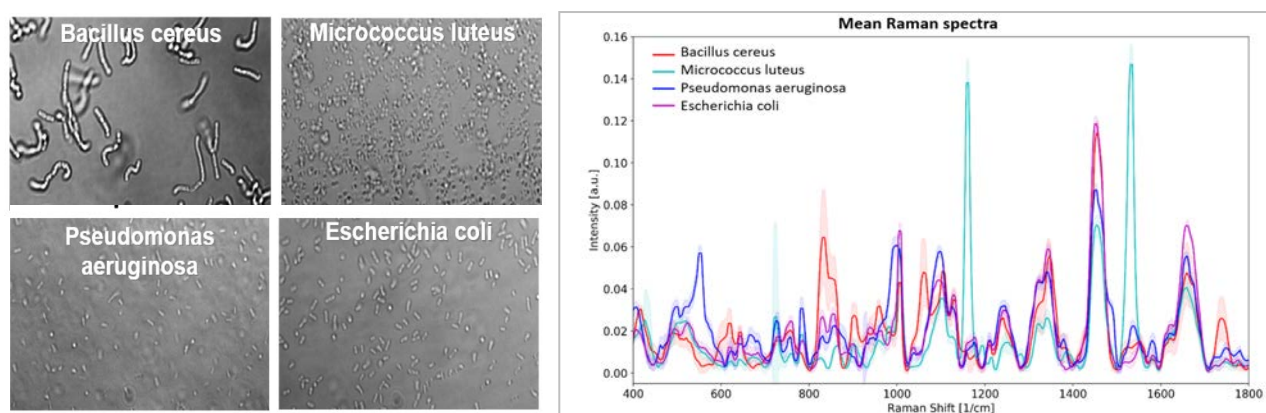 Bacillus cereus
Micrococcus luteus
Pseudomonas
aeruginosa
Escherichia coli
Mean Raman spectra
Bacillus cereus
Micrococcus luteus
Pseudomonas aeruginosa
Escherichia coli
Intensity [a.u.]
0.16
0.14
0.12
0.10
0.08
0.06
0.04
0.02
0.00
400
600
800
1000
1200
1400
1600
1800
Raman Shift [1/cm]